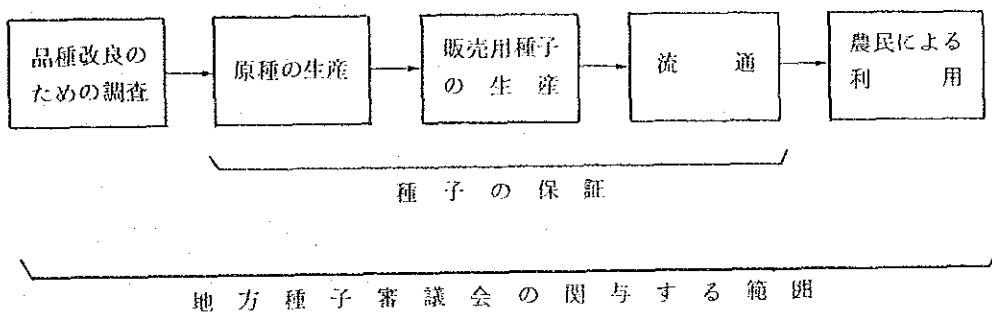 品種改良の
ための調査
原種の生産
販売用種子
の生産
流通
農民による
利用
種子の保証
地方種子審議会の関与する範囲